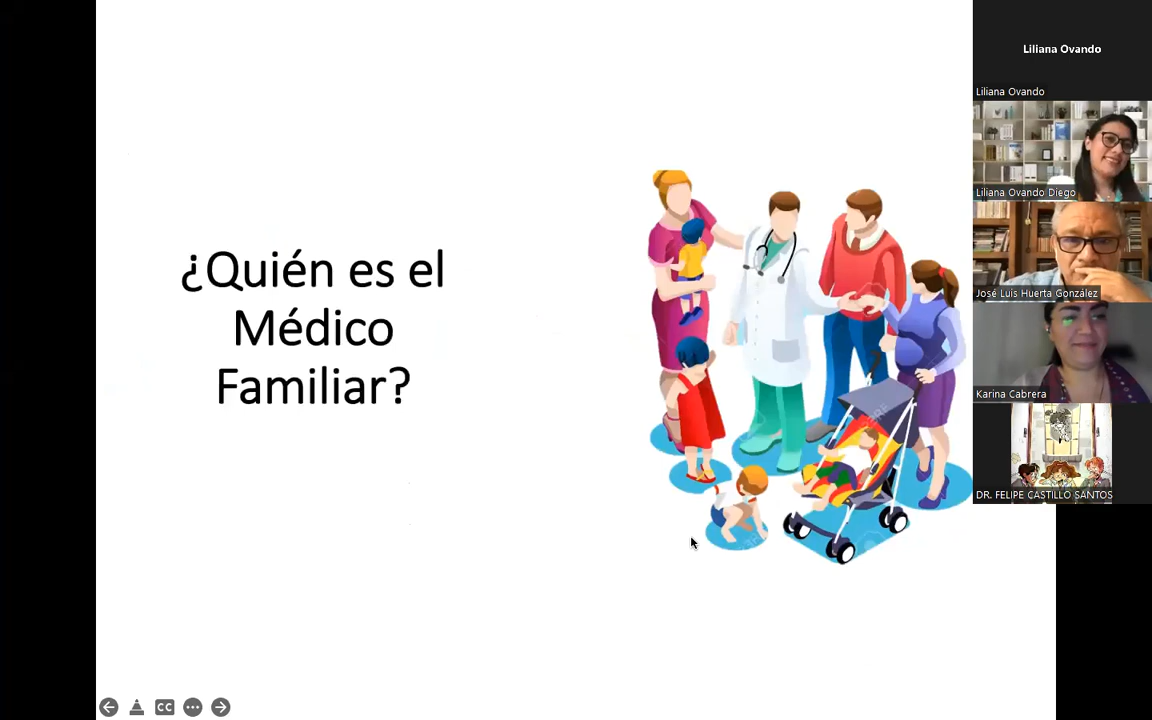 ¿Quién es el
Médico
Familiar?
Liliana Ovando
Liliana Ovando
Liliana Ovando Diego
José Luis Huerta González
Karina Cabrera
DR. FELIPE CASTILLO SANTOS
CC